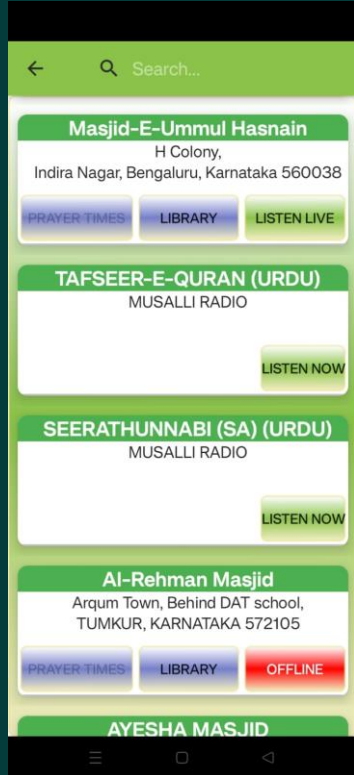 Search...
Masjid-E-Ummul Hasnain
H Colony,
Indira Nagar, Bengaluru, Karnataka 560038
PRAYER TIMES LIBRARY LISTEN LIVE
TAFSEER-E-QURAN (URDU)
MUSALLI RADIO
LISTEN NOW
SEERATHUNNABI (SA) (URDU)
MUSALLI RADIO
LISTEN NOW
Al-Rehman Masjid
Arqum Town, Behind DAT school,
TUMKUR, KARNATAKA 572105
PRAYER TIMES LIBRARY OFFLINE
AYESHA MASJID